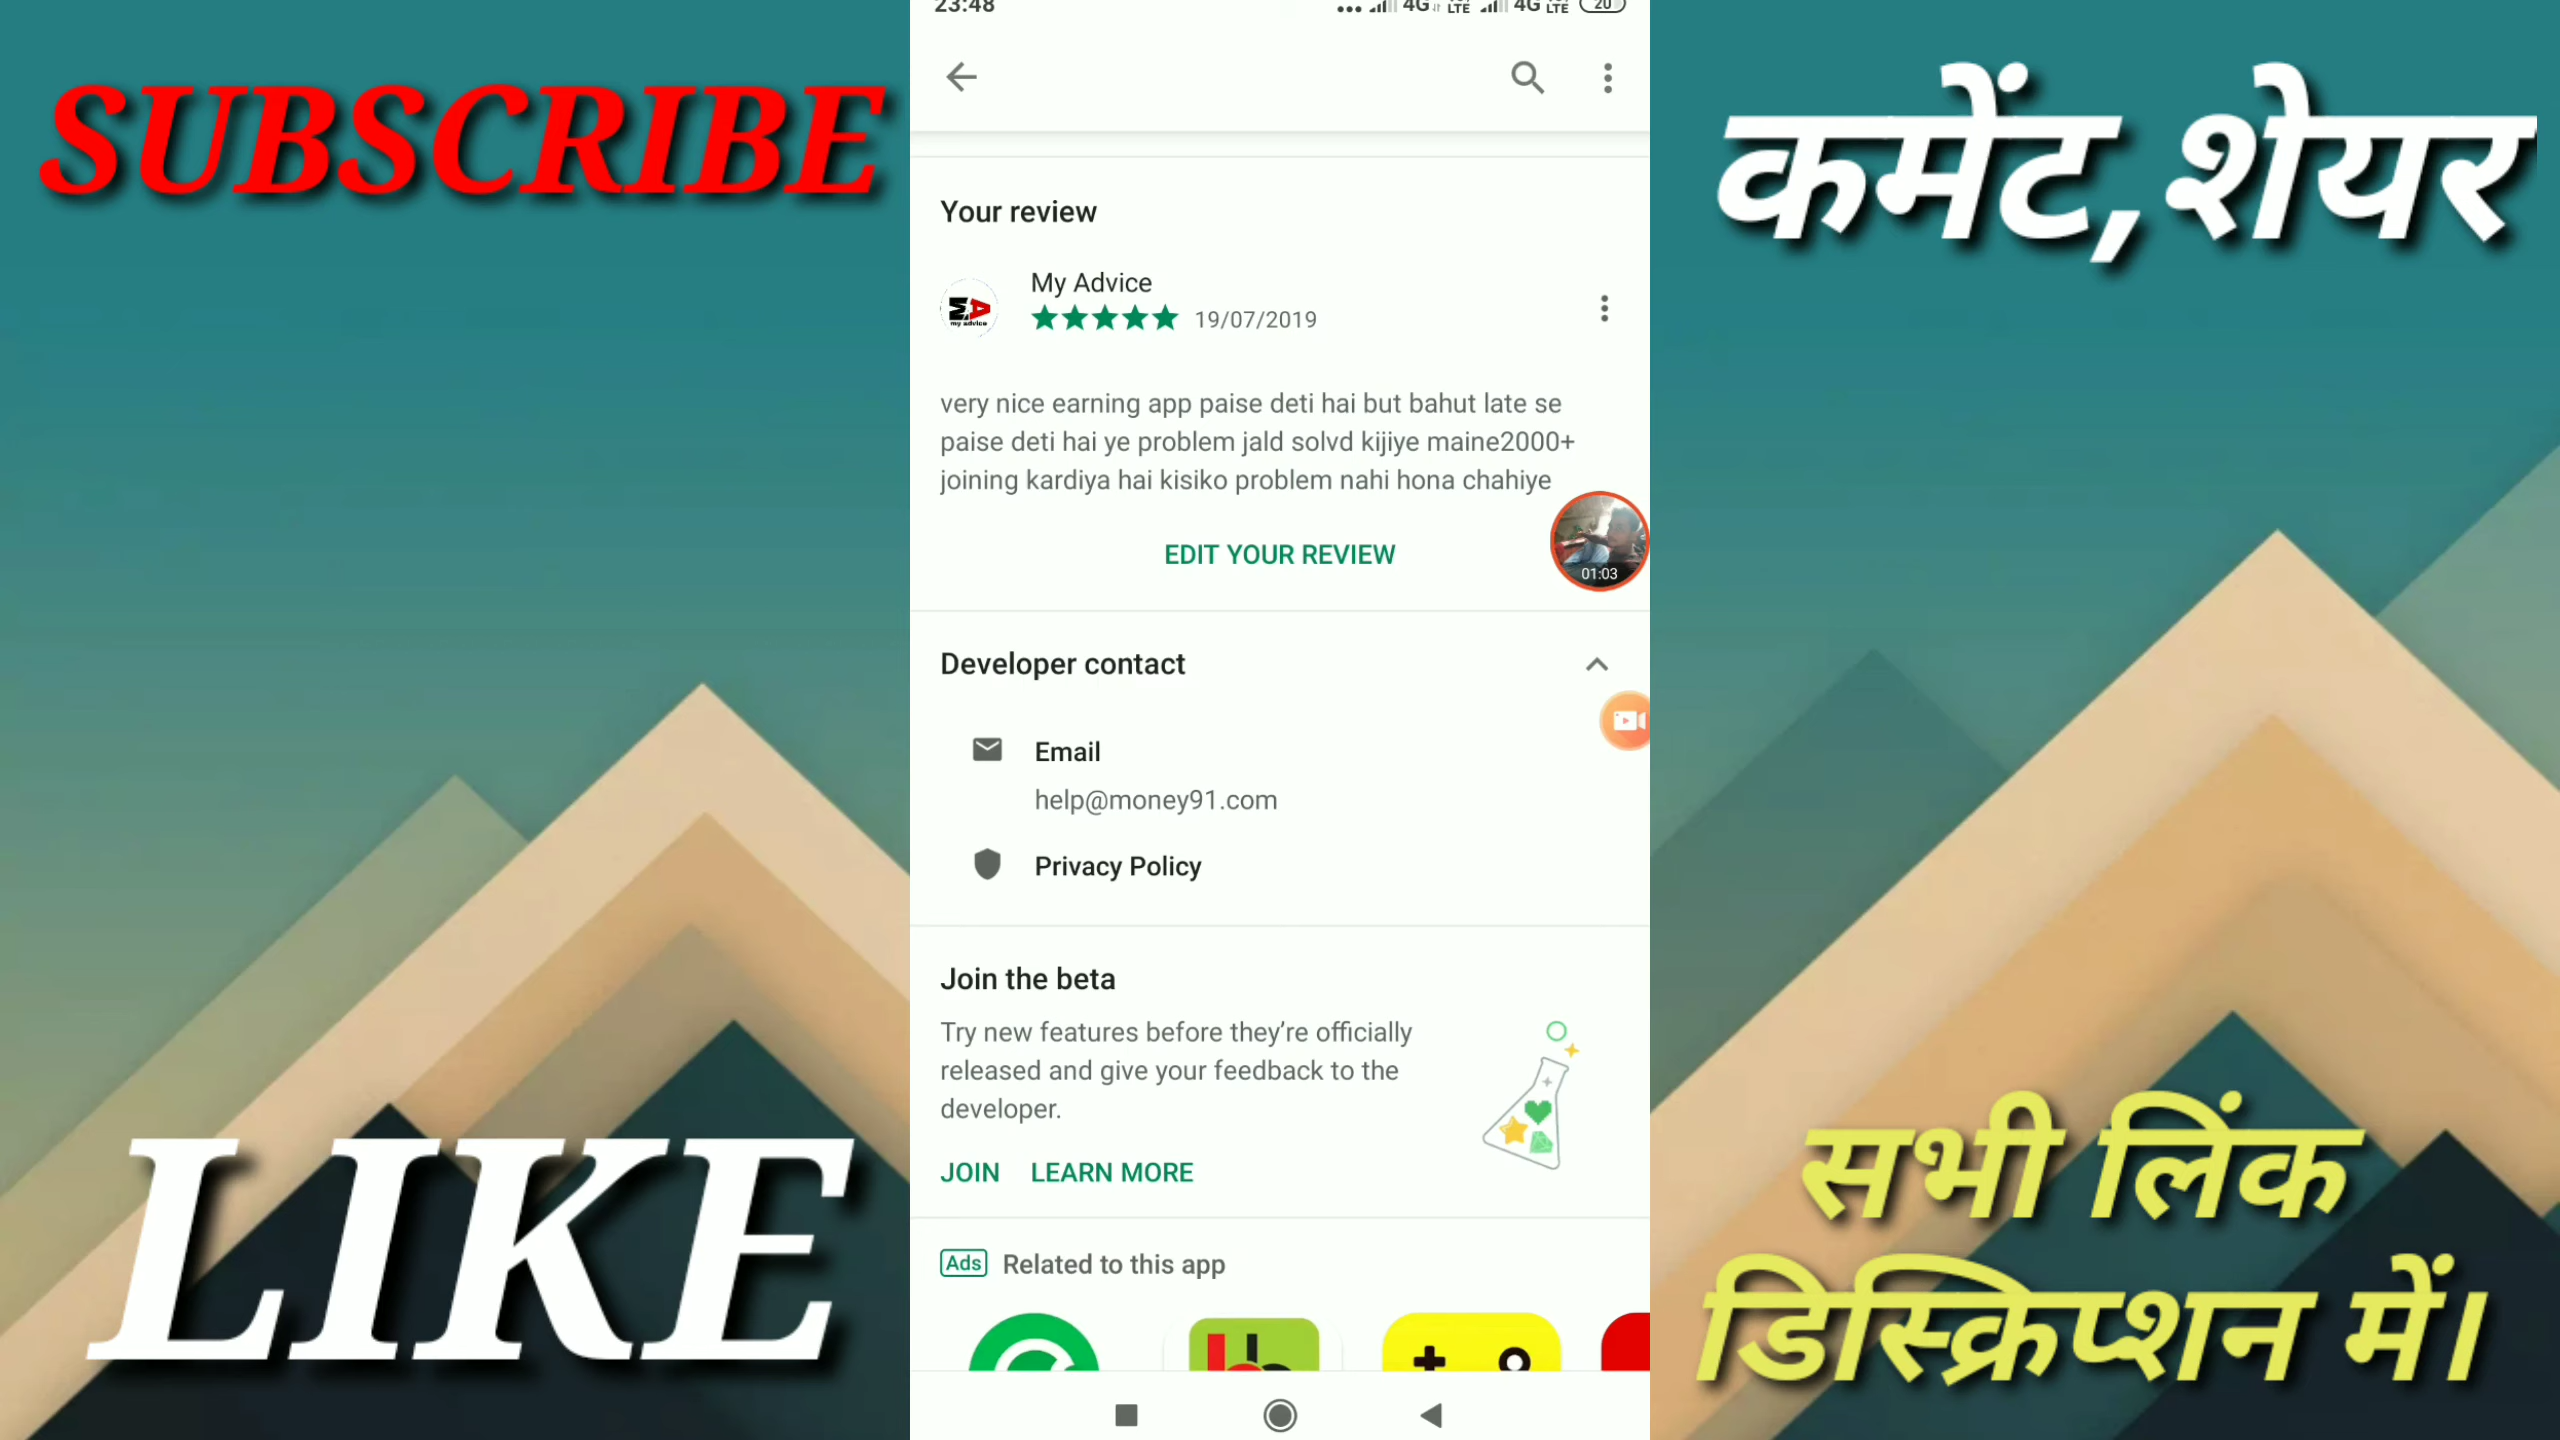 SUBSCRIBE
LIKE
23:48
4G LTE 4G LTE 20
Your review
My Advice
my advice
19/07/2019
very nice earning app paise deti hai but bahut late se
paise deti hai ye problem jald solvd kijiye maine2000+
joining kardiya hai kisiko problem nahi hona chahiye
EDIT YOUR REVIEW
01:03
Developer contact
Email
help@money91.com
Privacy Policy
Join the beta
Try new features before they’re officially
released and give your feedback to the
developer.
JOIN LEARN MORE
Ads Related to this app
कमेंट,शेयर
सभी लिंक
डिस्क्रिप्शन में।